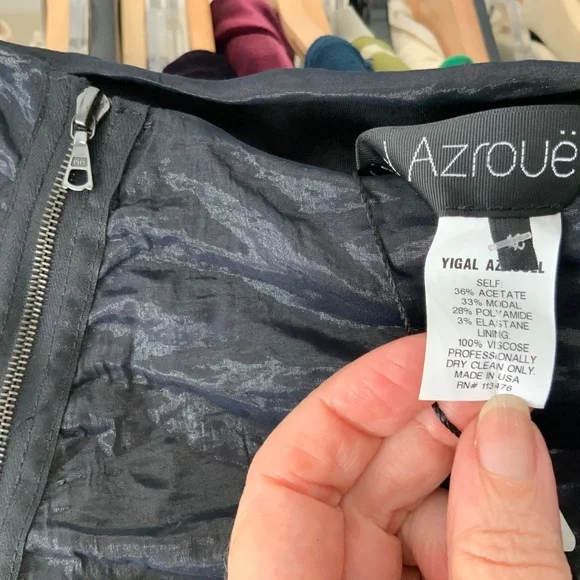 Azrouë
YIGAL AZROUEL
SELF:
36% ACETATE
33% MODAL
28% POLYAMIDE
3% ELASTANE
LINING:
100% VISCOSE
PROFESSIONALLY
DRY CLEAN ONLY.
MADE IN USA
RN# 113476